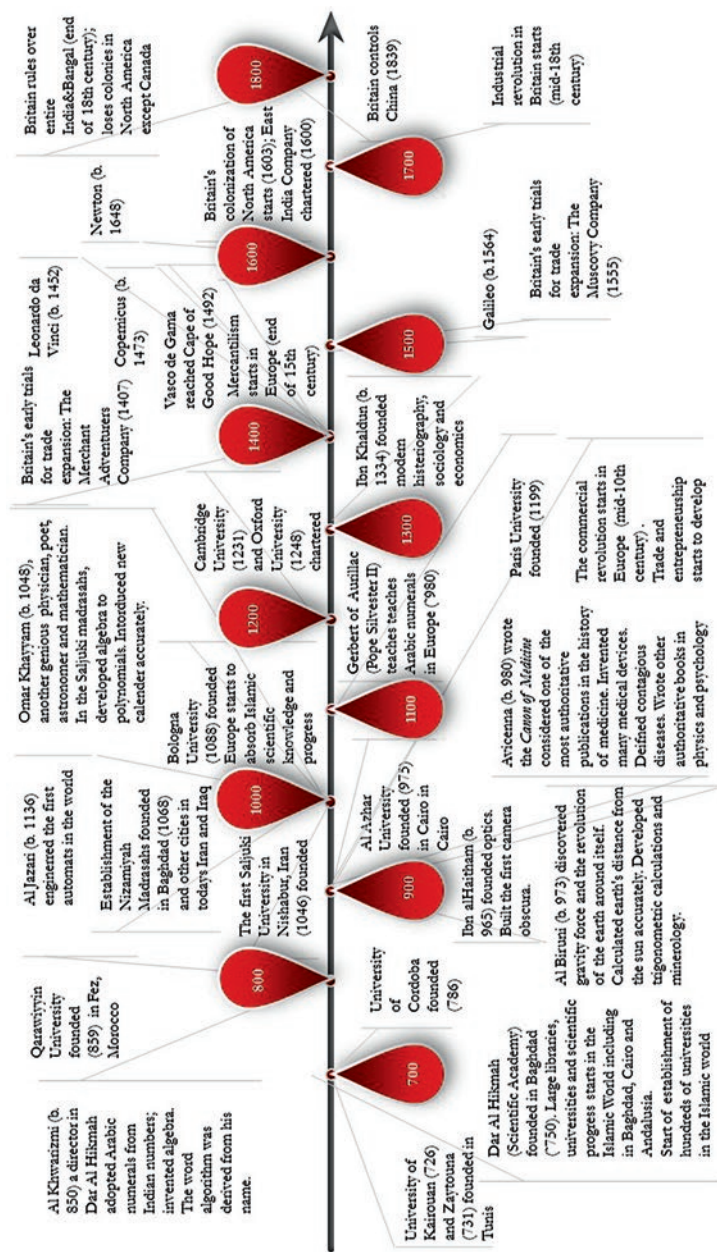 Al Khwarizmi (b.
850) a director in
Dar Al Hikmah
adopted Arabic
numerals from
Indian numbers;
invented algebra.
The word
algorithm was
derived from his
name.
Qarawiyyin
University
founded
(859) in Fez,
Morocco
Al Jazari (b. 1136)
enginerred the first
automats in the world
Establishment of the
Nizamiyah
Madrasahs founded
in Baghdad (1068)
and other cities in
todays Iran and Iraq
The first Saljuki
University in
Nishabur, Iran
(1046) founded
Omar Khayyam (b. 1048),
another genious physician, poet,
astronomer and mathematician.
In the Saljuki madrasahs,
developed algebra to
polynomials. Intorduced new
calender accurately.
Bologna
University
(1088) founded
Europe starts to
absorb Islamic
scientific
knowledge and
progress
Cambridge
University
(1231) and Oxford
University
(1248) chartered
Britain's early trials
for trade
expansion: The
Merchant
Adventurers
Company (1407)
Leonardo da
Vinci (b. 1452)
Copernicus (b.
1473)
Vasco de Gama
reached Cape of
Good Hope (1492)
Mercantilism
starts in
Europe (end
of 15th
century)
Newton (b.
1648)
Britain's
colonization of
North America
starts (1603); East
India Company
chartered (1600)
Britain rules over
entire
India&Bangal (end
of 18th century);
loses colonies in
North America
except Canada
800
1000
1200
1400
1600
1800
700
900
1100
1300
1500
1700
University of
Kairouan (726)
and Zaytouna
(731) founded in
Tunis
University
of
Cordoba
founded
(786)
Dar Al Hikmah
(Scientific Academy)
founded in Baghdad
(~750). Large libraries,
universities and scientific
progress starts in the
Islamic World including
in Baghdad, Cairo and
Andalusia.
Start of establishment of
hundreds of universities
in the Islamic world
Al Azhar
University
founded (975)
in Cairo in
Cairo
Ibn alHaitham (b.
965) founded optics.
Built the first camera
obscura.
Al Biruni (b. 973) discovered
gravity force and the revolution
of the earth around itself.
Calculated earth's distance from
the sun accurately. Developed
trigonometric calculations and
minerology.
Gerbert of Aurillac
(Pope Silvester II)
teaches teaches
Arabic numerals
in Europe (~980)
Avicenna (b. 980) wrote
the Canon of Medicine
considered one of the
most authoritative
publications in the history
of medicine. Invented
many medical devices.
Deifned contagious
diseases. Wrote other
authoritative books in
physics and psychology
Ibn Khaldun (b.
1334) founded
modern
histeriography,
sociology and
economics
Paris University
founded (1199)
The commercial
revolution starts in
Europe (mid-10th
century) .
Trade and
entrepreneurship
starts to develop
Galileo (b.1564)
Britain's early trials
for trade
expansion: The
Muscovy Company
(1555)
Britain controls
China (1839)
Industrial
revolution in
Britain starts
(mid-18th
century)